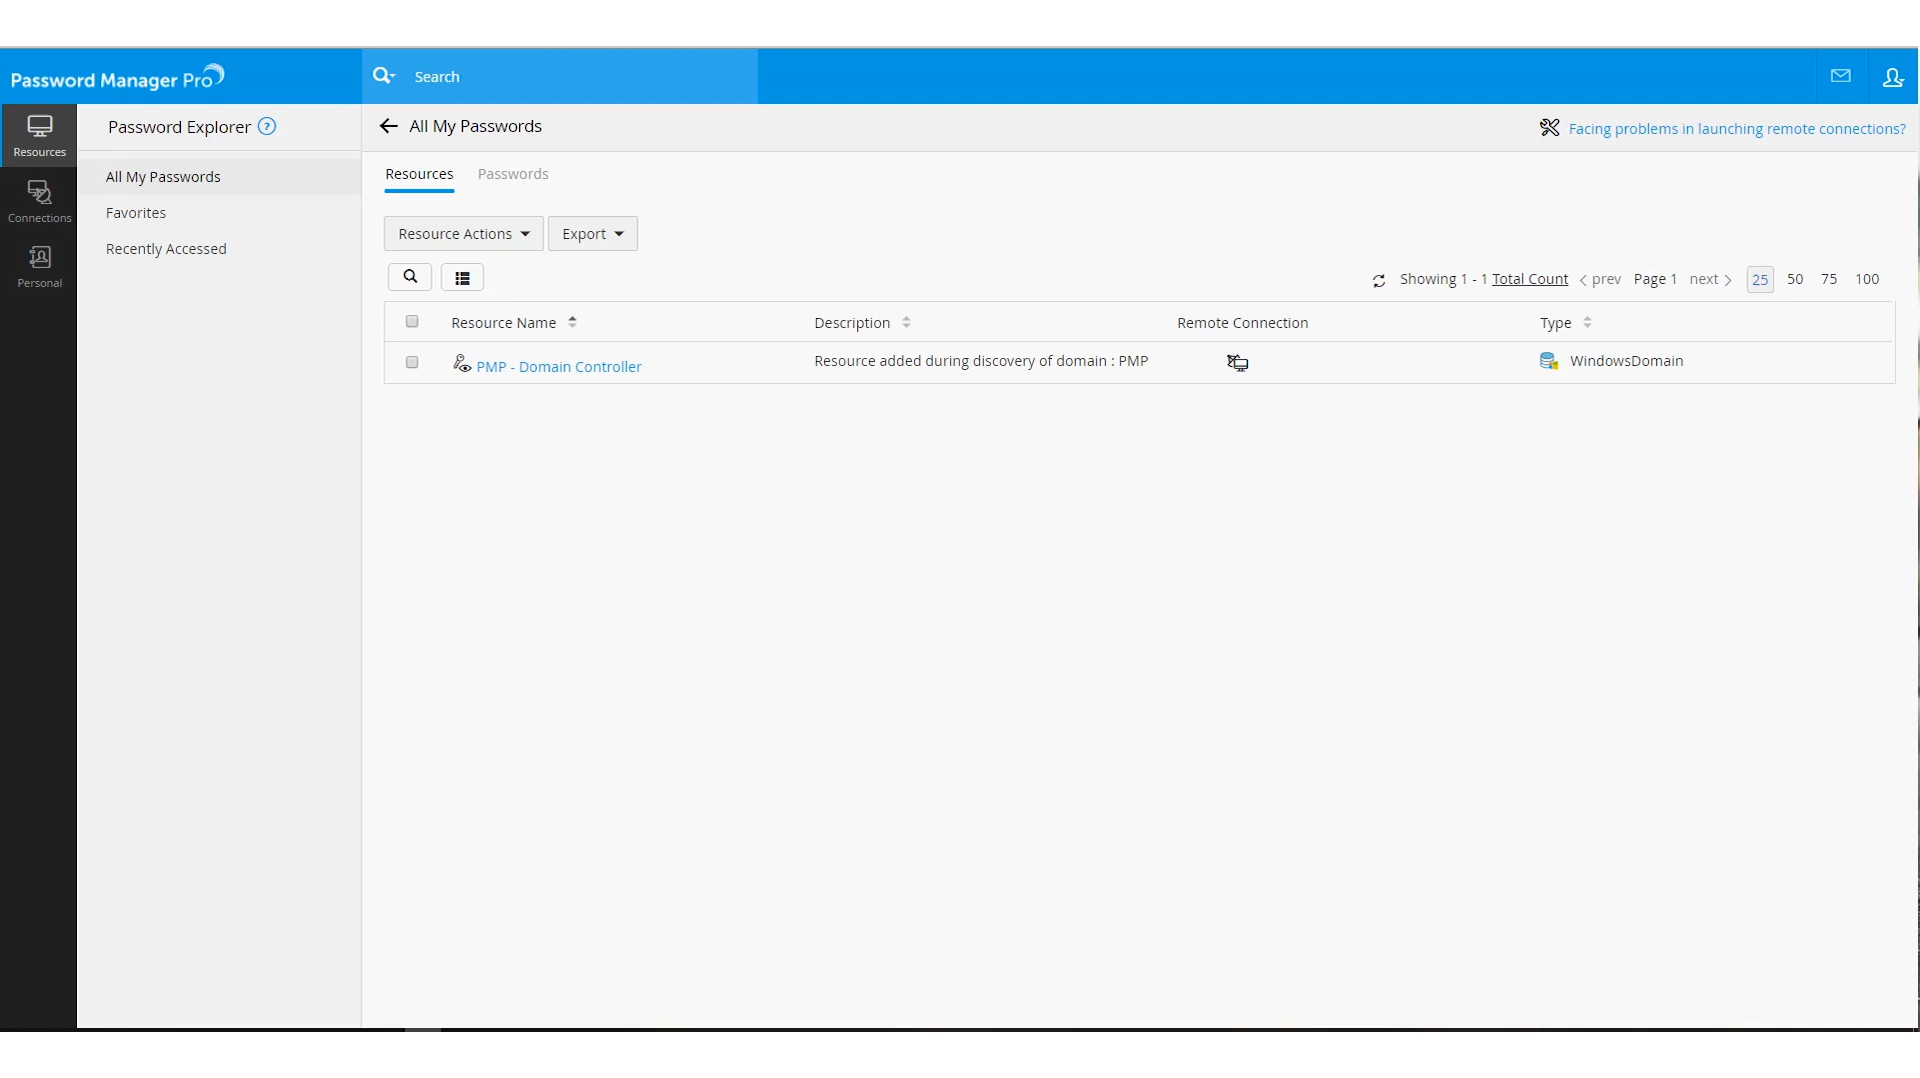 Password Manager Pro
Search
Resources
Connections
Personal
Password Explorer ?
All My Passwords
Favorites
Recently Accessed
All My Passwords
Facing problems in launching remote connections?
Resources Passwords
Resource Actions Export
Showing 1 - 1 Total Count prev Page 1 next 25 50 75 100
Resource Name Description Remote Connection Type
PMP - Domain Controller Resource added during discovery of domain : PMP WindowsDomain